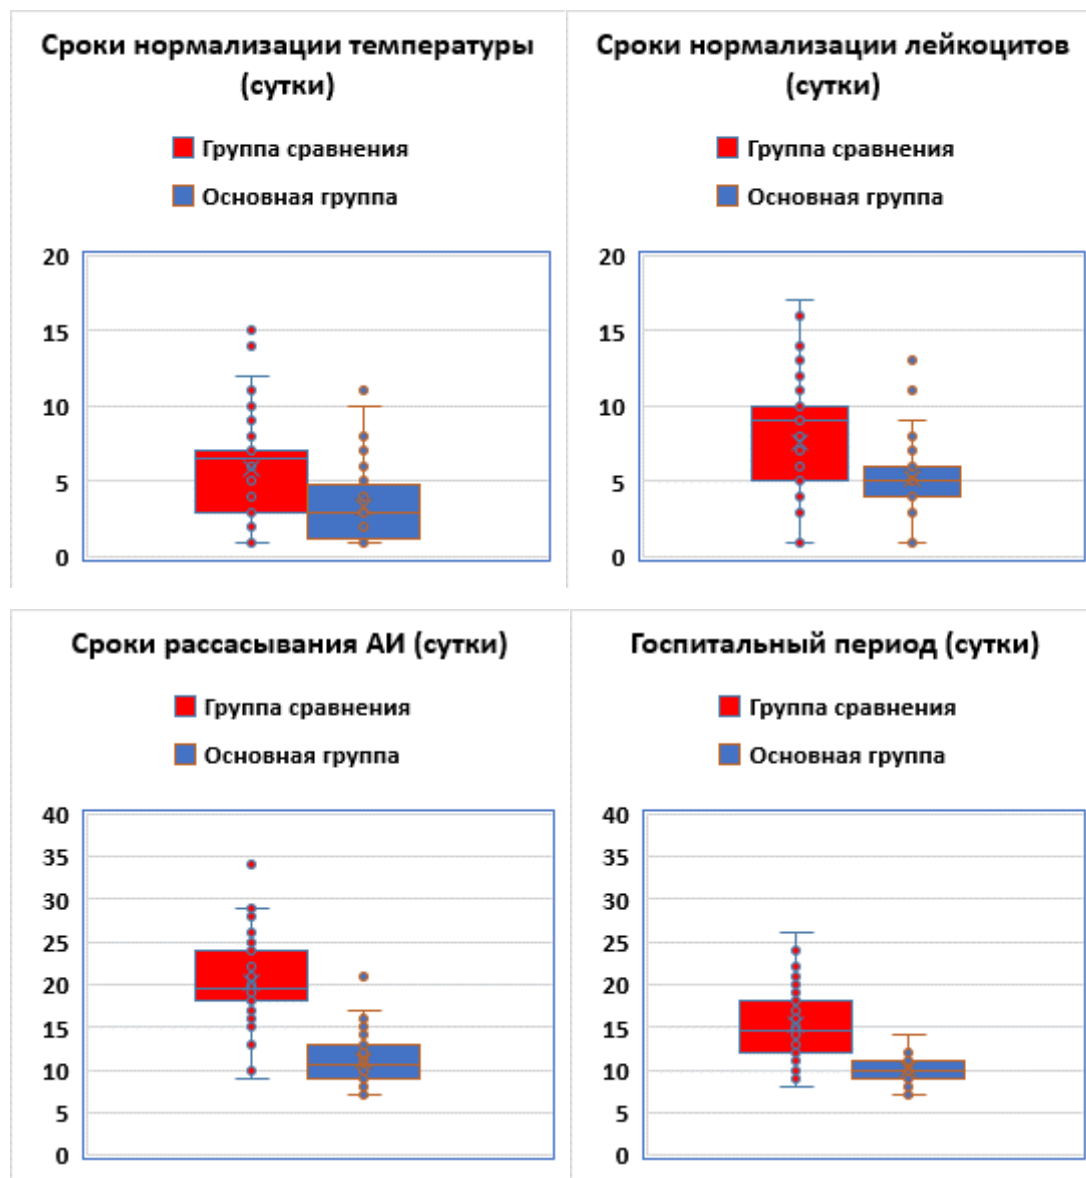 Сроки нормализации температуры
(сутки)
Группа сравнения
Основная группа
20
15
10
5
0
Сроки нормализации лейкоцитов
(сутки)
Группа сравнения
Основная группа
20
15
10
5
0
Сроки рассасывания АИ (сутки)
Группа сравнения
Основная группа
40
35
30
25
20
15
10
5
0
Госпитальный период (сутки)
Группа сравнения
Основная группа
40
35
30
25
20
15
10
5
0